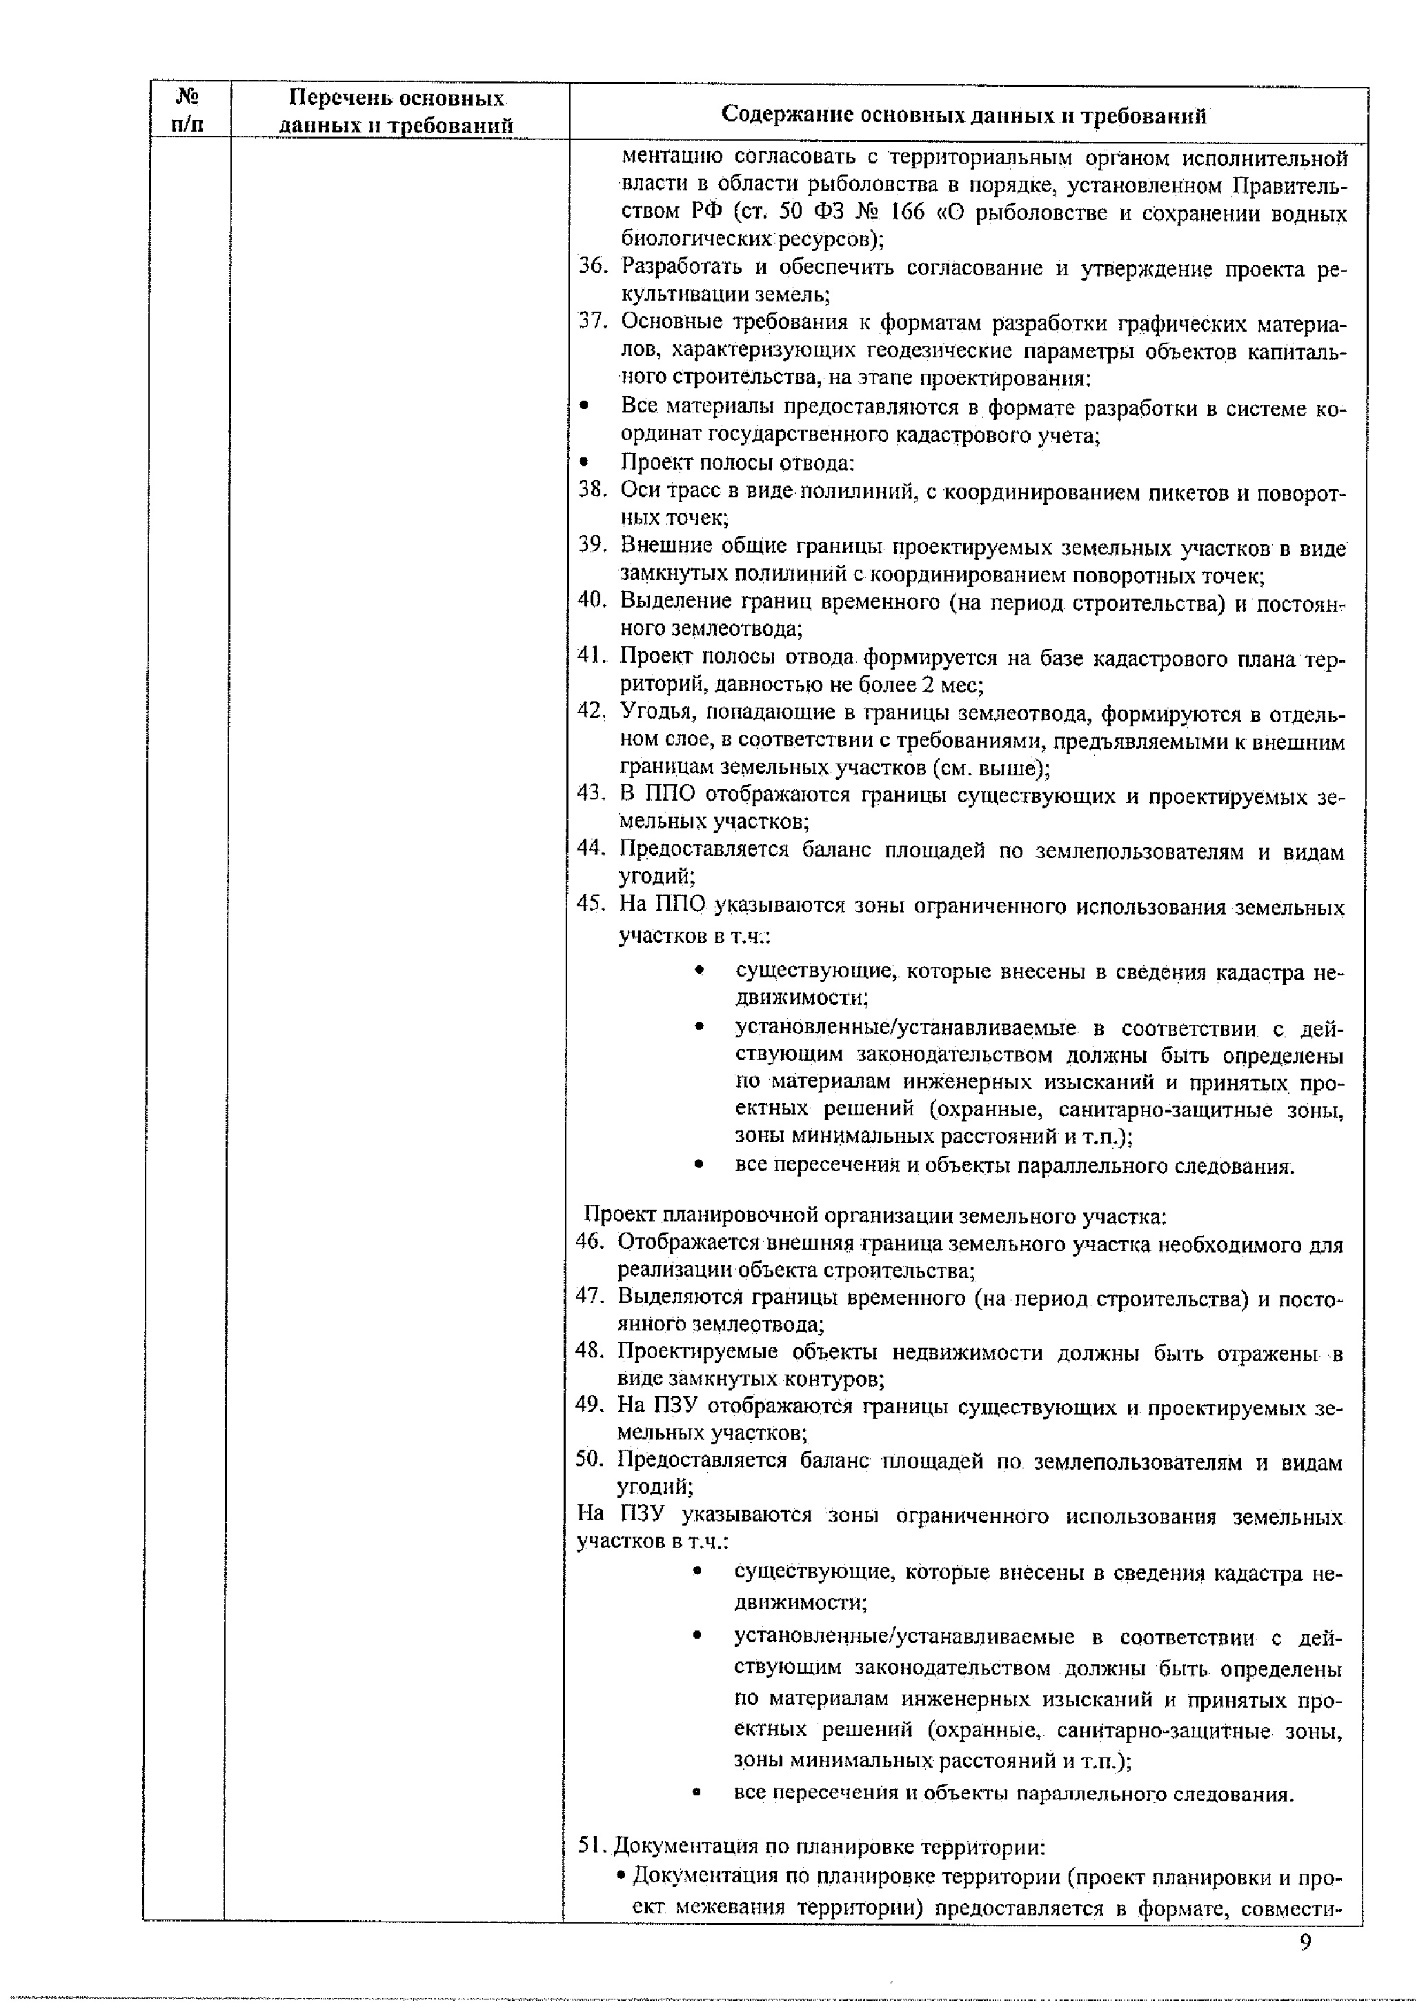 №
п/п
Перечень основных
данных и требований
Содержание основных данных и требований
ментацию согласовать с территориальным органом исполнительной
власти в области рыболовства в порядке, установленном Правитель-
ством РФ (ст. 50 ФЗ № 166 «О рыболовстве и сохранении водных
биологических ресурсов);
36. Разработать и обеспечить согласование и утверждение проекта ре-
культивации земель;
37. Основные требования к форматам разработки графических материа-
лов, характеризующих геодезические параметры объектов капиталь-
ного строительства, на этапе проектирования:
• Все материалы предоставляются в формате разработки в системе ко-
ординат государственного кадастрового учета;
• Проект полосы отвода:
38. Оси трасс в виде полилиний, с координированием пикетов и поворот-
ных точек;
39. Внешние общие границы проектируемых земельных участков в виде
замкнутых полилиний с координированием поворотных точек;
40. Выделение границ временного (на период строительства) и постоян-
ного землеотвода;
41. Проект полосы отвода формируется на базе кадастрового плана тер-
риторий, давностью не более 2 мес;
42. Угодья, попадающие в границы землеотвода, формируются в отдель-
ном слое, в соответствии с требованиями, предъявляемыми к внешним
границам земельных участков (см. выше);
43. В ППО отображаются границы существующих и проектируемых зе-
мельных участков;
44. Предоставляется баланс площадей по землепользователям и видам
угодий;
45. На ППО указываются зоны ограниченного использования земельных
участков в т.ч.:
• существующие, которые внесены в сведения кадастра не-
движимости;
• установленные/устанавливаемые в соответствии с дей-
ствующим законодательством должны быть определены
по материалам инженерных изысканий и принятых про-
ектных решений (охранные, санитарно-защитные зоны,
зоны минимальных расстояний и т.п.);
• все пересечения и объекты параллельного следования.
Проект планировочной организации земельного участка:
46. Отображается внешняя граница земельного участка необходимого для
реализации объекта строительства;
47. Выделяются границы временного (на период строительства) и посто-
янного землеотвода;
48. Проектируемые объекты недвижимости должны быть отражены в
виде замкнутых контуров;
49. На ПЗУ отображаются границы существующих и проектируемых зе-
мельных участков;
50. Предоставляется баланс площадей по землепользователям и видам
угодий;
На ПЗУ указываются зоны ограниченного использования земельных
участков в т.ч.:
• существующие, которые внесены в сведения кадастра не-
движимости;
• установленные/устанавливаемые в соответствии с дей-
ствующим законодательством должны быть определены
по материалам инженерных изысканий и принятых про-
ектных решений (охранные, санитарно-защитные зоны,
зоны минимальных расстояний и т.п.);
• все пересечения и объекты параллельного следования.
51. Документация по планировке территории:
• Документация по планировке территории (проект планировки и про-
ект межевания территории) предоставляется в формате, совмести-
9